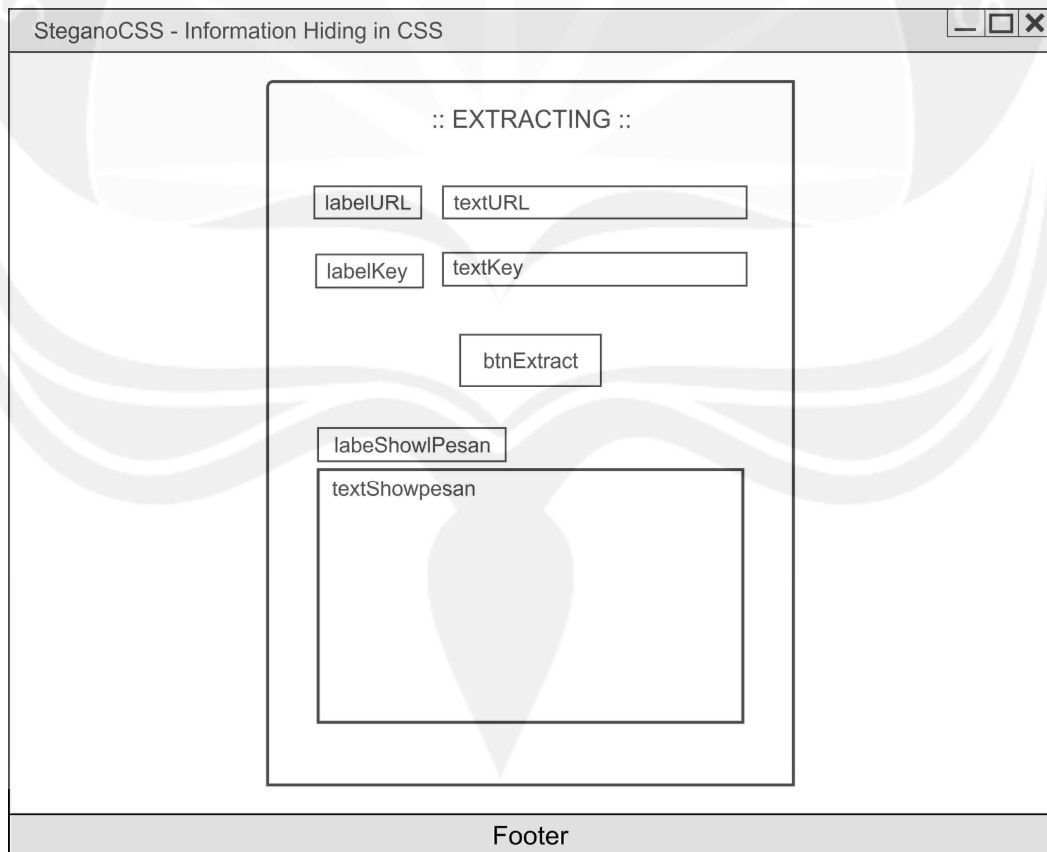 SteganoCSS - Information Hiding in CSS
:: EXTRACTING ::
labelURL textURL
labelKey textKey
btnExtract
labeShowlPesan
textShowpesan
Footer